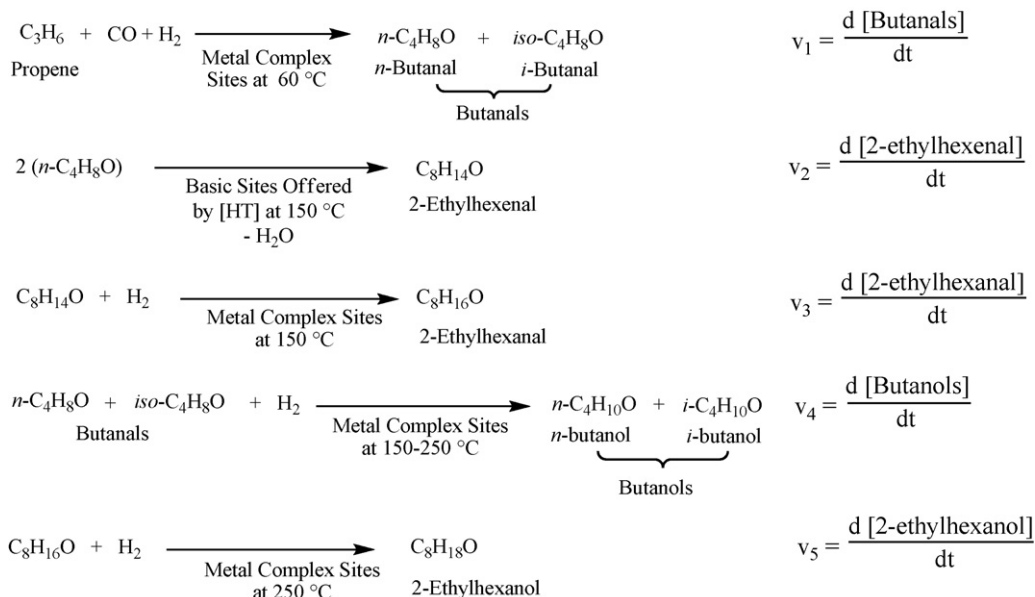 C₃H₆ + CO + H₂ n-C₄H₈O + iso-C₄H₈O v₁ = d [Butanals] / dt
Propene Metal Complex Sites at 60 °C n-Butanal i-Butanal
Butanals
2 (n-C₄H₈O) C₈H₁₄O v₂ = d [2-ethylhexenal] / dt
Basic Sites Offered 2-Ethylhexenal
by [HT] at 150 °C
- H₂O
C₈H₁₄O + H₂ C₈H₁₆O v₃ = d [2-ethylhexanal] / dt
Metal Complex Sites 2-Ethylhexanal
at 150 °C
n-C₄H₈O + iso-C₄H₈O + H₂ n-C₄H₁₀O + i-C₄H₁₀O v₄ = d [Butanols] / dt
Butanals Metal Complex Sites n-butanol i-butanol
at 150-250 °C
Butanols
C₈H₁₆O + H₂ C₈H₁₈O v₅ = d [2-ethylhexanol] / dt
Metal Complex Sites 2-Ethylhexanol
at 250 °C